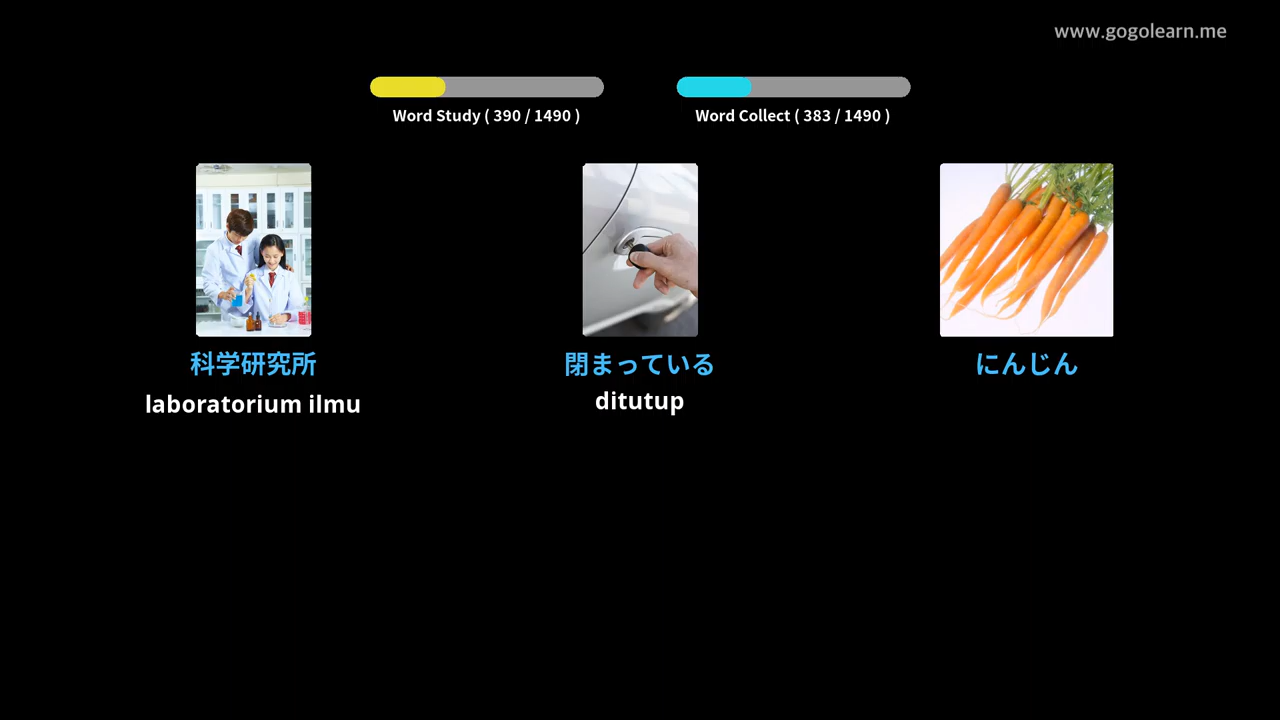 www.gogolearn.me
Word Study ( 390 / 1490 )
Word Collect ( 383 / 1490 )
科学研究所
閉まっている
にんじん
laboratorium ilmu
ditutup